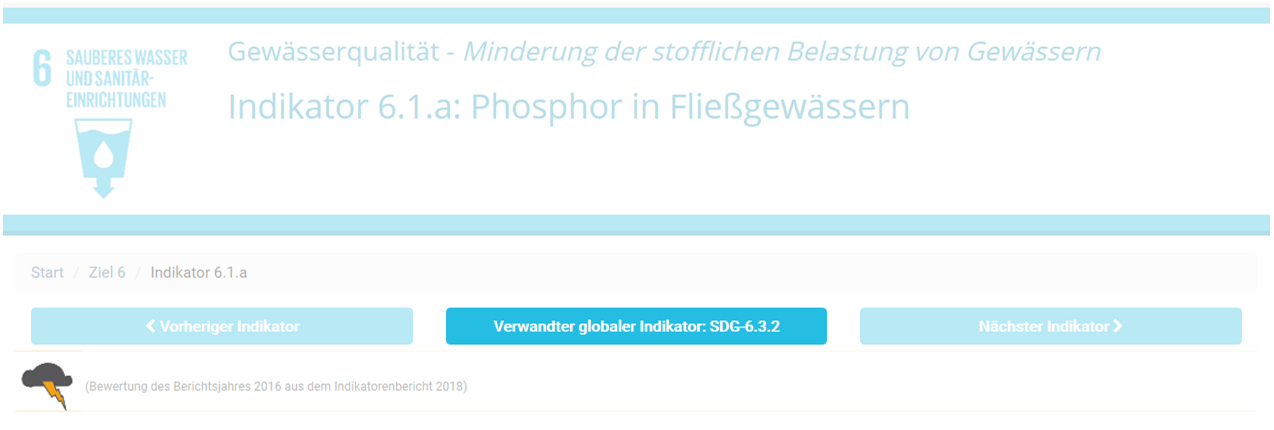 6 SAUBERES WASSER
UND SANITÄR-
EINRICHTUNGEN
Gewässerqualität - Minderung der stofflichen Belastung von Gewässern
Indikator 6.1.a: Phosphor in Fließgewässern
Start / Ziel 6 / Indikator 6.1.a
Vorheriger Indikator
Verwandter globaler Indikator: SDG-6.3.2
Nächster Indikator
(Bewertung des Berichtsjahres 2016 aus dem Indikatorenbericht 2018)